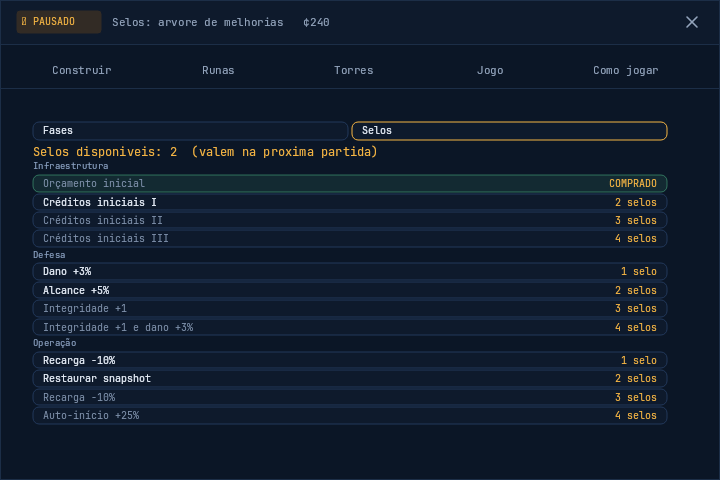 PAUSADO Selos: arvore de melhorias ¢240
Construir Runas Torres Jogo Como jogar
Fases Selos
Selos disponiveis: 2 (valem na proxima partida)
Infraestrutura
Orçamento inicial COMPRADO
Créditos iniciais I 2 selos
Créditos iniciais II 3 selos
Créditos iniciais III 4 selos
Defesa
Dano +3% 1 selo
Alcance +5% 2 selos
Integridade +1 3 selos
Integridade +1 e dano +3% 4 selos
Operação
Recarga -10% 1 selo
Restaurar snapshot 2 selos
Recarga -10% 3 selos
Auto-início +25% 4 selos